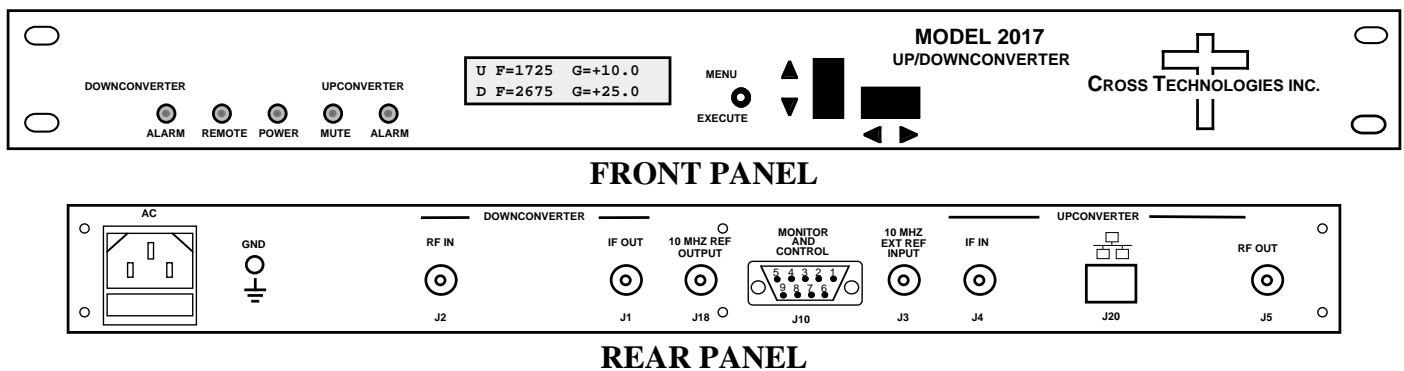 MODEL 2017
UP/DOWNCONVERTER
CROSS TECHNOLOGIES INC.
U F=1725 G=+10.0
D F=2675 G=+25.0
MENU
EXECUTE
DOWNCONVERTER UPCONVERTER
ALARM REMOTE POWER MUTE ALARM
FRONT PANEL
AC
GND
DOWNCONVERTER
RF IN
J2
IF OUT
J1
10 MHZ REF
OUTPUT
J18
MONITOR
AND
CONTROL
5 4 3 2 1
9 8 7 6
J10
10 MHZ
EXT REF
INPUT
J3
UPCONVERTER
IF IN
J4
J20
RF OUT
J5
REAR PANEL